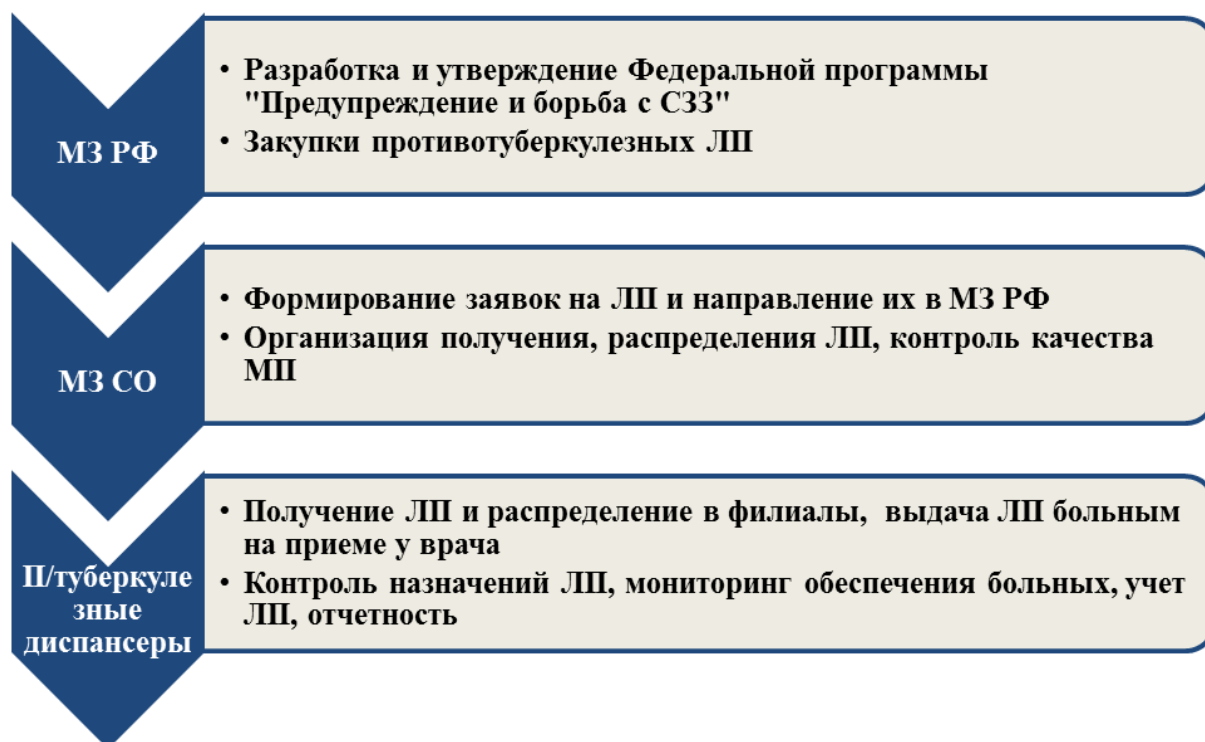 МЗ РФ
• Разработка и утверждение Федеральной программы
"Предупреждение и борьба с СЗЗ"
• Закупки противотуберкулезных ЛП
МЗ СО
• Формирование заявок на ЛП и направление их в МЗ РФ
• Организация получения, распределения ЛП, контроль качества
МП
П/туберкуле
зные
диспансеры
• Получение ЛП и распределение в филиалы, выдача ЛП больным
на приеме у врача
• Контроль назначений ЛП, мониторинг обеспечения больных, учет
ЛП, отчетность